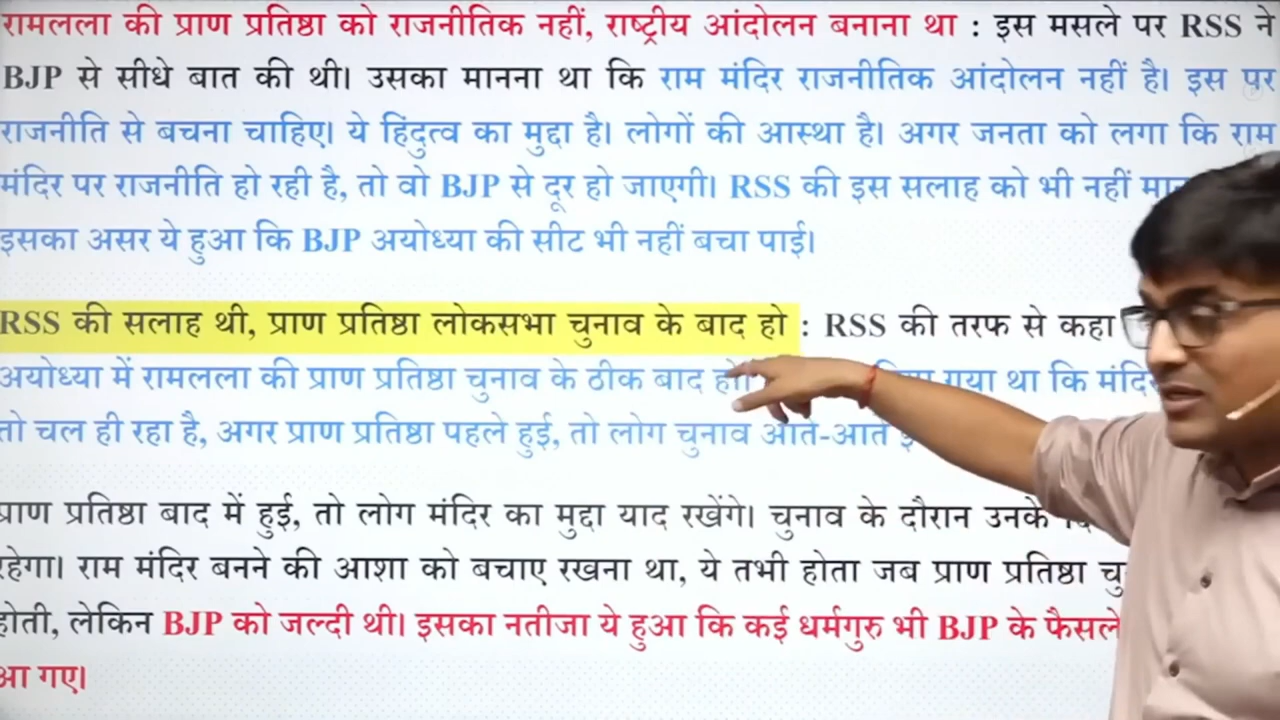 रामलला की प्राण प्रतिष्ठा को राजनीतिक नहीं, राष्ट्रीय आंदोलन बनाना था : इस मसले पर RSS ने
BJP से सीधे बात की थी। उसका मानना था कि राम मंदिर राजनीतिक आंदोलन नहीं है। इस पर
राजनीति से बचना चाहिए। ये हिंदुत्व का मुद्दा है। लोगों की आस्था है। अगर जनता को लगा कि राम
मंदिर पर राजनीति हो रही है, तो वो BJP से दूर हो जाएगी। RSS की इस सलाह को भी नहीं
इसका असर ये हुआ कि BJP अयोध्या की सीट भी नहीं बचा पाई।
RSS की सलाह थी, प्राण प्रतिष्ठा लोकसभा चुनाव के बाद हो : RSS की तरफ से कहा
अयोध्या में रामलला की प्राण प्रतिष्ठा चुनाव के ठीक बाद गया था कि
तो चल ही रहा है, अगर प्राण प्रतिष्ठा पहले हुई, तो लोग चुनाव आते-आते
प्राण प्रतिष्ठा बाद में हुई, तो लोग मंदिर का मुद्दा याद रखेंगे। चुनाव के दौरान उनके
रहेगा। राम मंदिर बनने की आशा को बचाए रखना था, ये तभी होता जब प्राण प्रतिष्ठा
होती, लेकिन BJP को जल्दी थी। इसका नतीजा ये हुआ कि कई धर्मगुरु भी BJP के फैसले
आ गए।